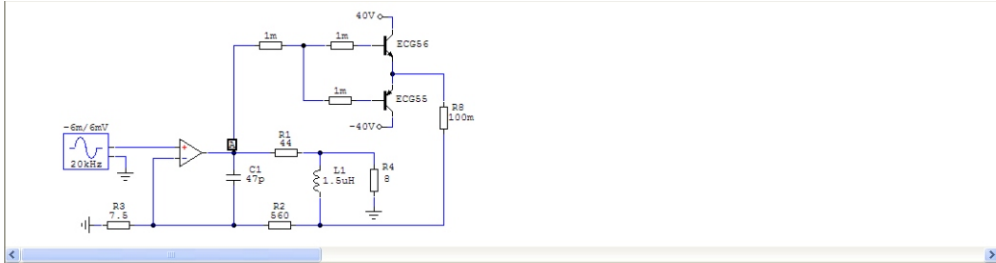 40V
1m
1m
ECG56
1m
ECG55
-40V
R8
100m
-6m/6mV
20kHz
+
-
R1
44
C1
47p
L1
1.5uH
R4
8
R3
7.5
R2
560